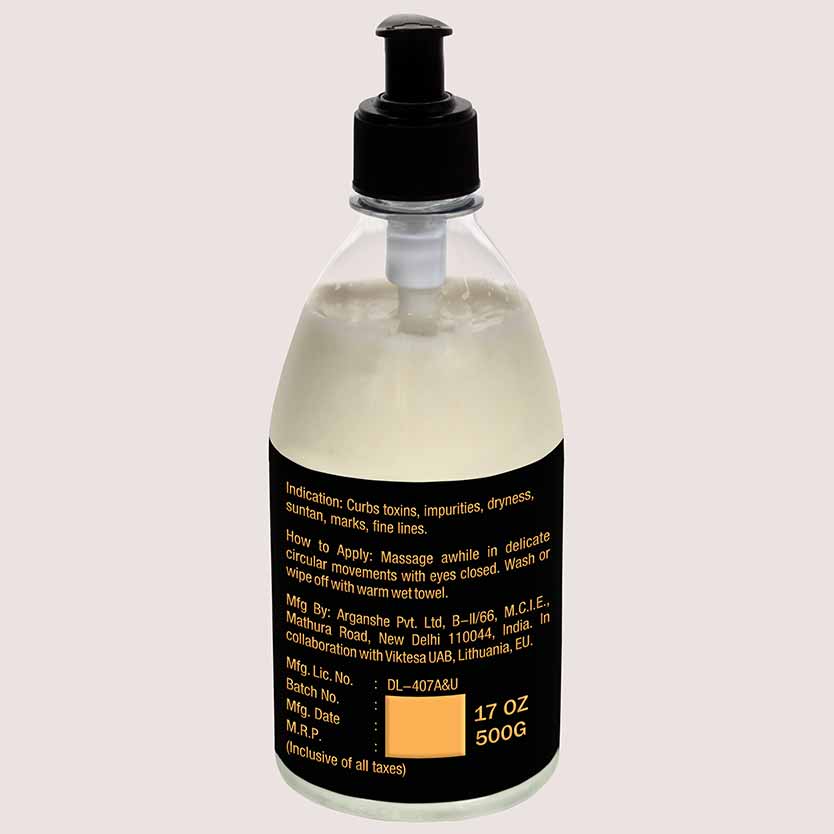 Indication: Curbs toxins, impurities, dryness,
suntan, marks, fine lines.
How to Apply: Massage awhile in delicate
circular movements with eyes closed. Wash or
wipe off with warm wet towel.
Mfg By: Arganshe Pvt. Ltd, B–II/66, M.C.I.E.,
Mathura Road, New Delhi 110044, India. In
collaboration with Viktesa UAB, Lithuania, EU.
Mfg. Lic. No. : DL–407A&U
Batch No. :
Mfg. Date :
M.R.P. :
(Inclusive of all taxes)
17 OZ
500G